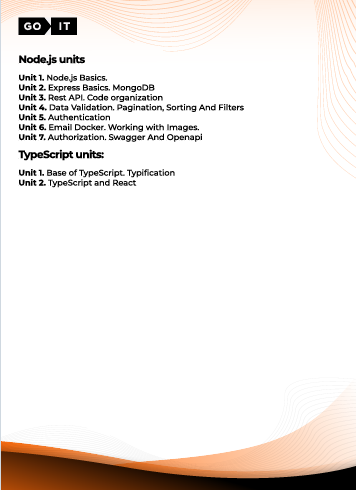 GO IT
Node.js units
Unit 1. Node.js Basics.
Unit 2. Express Basics. MongoDB
Unit 3. Rest API. Code organization
Unit 4. Data Validation. Pagination, Sorting And Filters
Unit 5. Authentication
Unit 6. Email Docker. Working with Images.
Unit 7. Authorization. Swagger And Openapi
TypeScript units:
Unit 1. Base of TypeScript. Typification
Unit 2. TypeScript and React